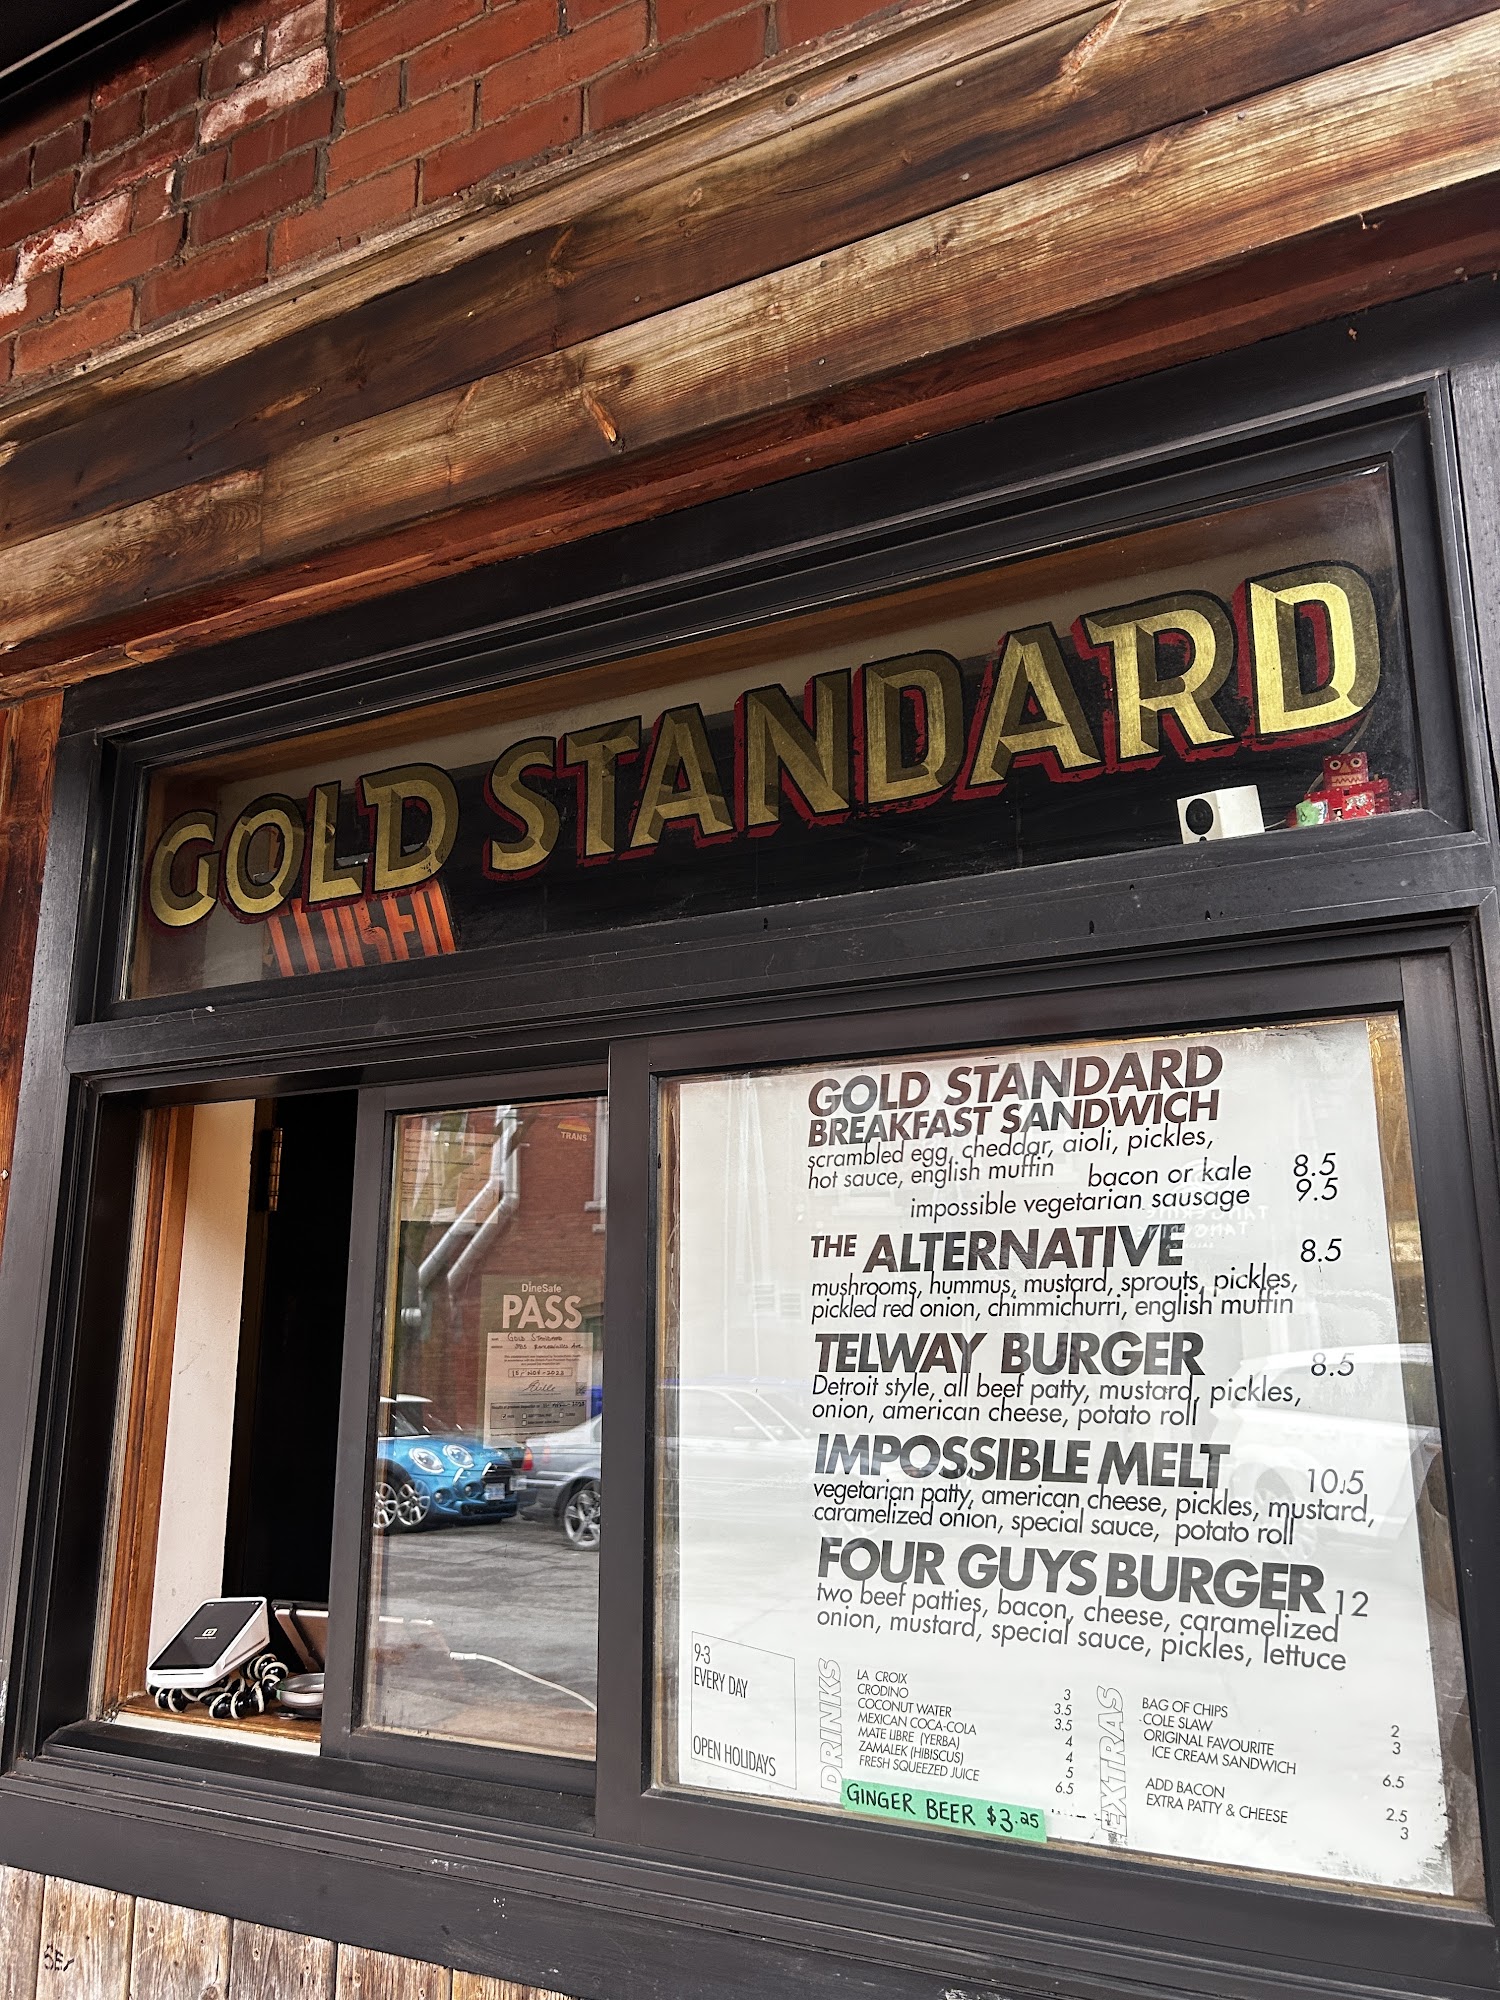 GOLD STANDARD
CLOSED
TRANS
DineSafe
PASS
GOLD STANDARD
GOLD STANDARD
BREAKFAST SANDWICH
scrambled egg, cheddar, aioli, pickles,
hot sauce, english muffin bacon or kale 8.5
impossible vegetarian sausage 9.5
THE ALTERNATIVE 8.5
mushrooms, hummus, mustard, sprouts, pickles,
pickled red onion, chimmichurri, english muffin
TELWAY BURGER 8.5
Detroit style, all beef patty, mustard, pickles,
onion, american cheese, potato roll
IMPOSSIBLE MELT 10.5
vegetarian patty, american cheese, pickles, mustard,
caramelized onion, special sauce, potato roll
FOUR GUYS BURGER 12
two beef patties, bacon, cheese, caramelized
onion, mustard, special sauce, pickles, lettuce
9-3
EVERY DAY
OPEN HOLIDAYS
DRINKS
LA CROIX 3
CRODINO 3.5
COCONUT WATER 3.5
MEXICAN COCA-COLA 4
MATE LIBRE (YERBA) 4
ZAMALEK (HIBISCUS) 5
FRESH SQUEEZED JUICE 6.5
GINGER BEER $3.25
EXTRAS
BAG OF CHIPS 2
COLE SLAW 3
ORIGINAL FAVOURITE
ICE CREAM SANDWICH 6.5
ADD BACON 2.5
EXTRA PATTY & CHEESE 3